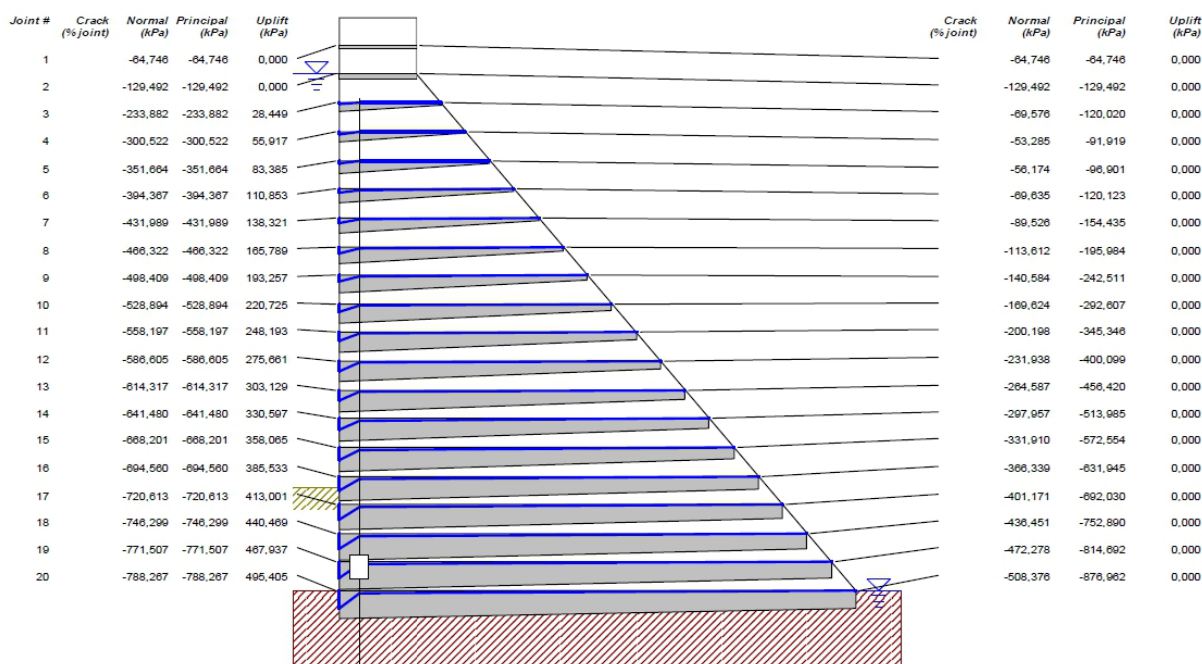 Joint # Crack Normal Principal Uplift Crack Normal Principal Uplift
(% joint) (kPa) (kPa) (kPa) (% joint) (kPa) (kPa) (kPa)
1 -64,746 -64,746 0,000 -64,746 -64,746 0,000
2 -129,492 -129,492 0,000 -129,492 -129,492 0,000
3 -233,882 -233,882 28,449 -69,576 -120,020 0,000
4 -300,522 -300,522 55,917 -53,285 -91,919 0,000
5 -351,664 -351,664 83,385 -56,174 -96,901 0,000
6 -394,367 -394,367 110,853 -69,635 -120,123 0,000
7 -431,989 -431,989 138,321 -89,526 -154,435 0,000
8 -466,322 -466,322 165,789 -113,612 -195,984 0,000
9 -498,409 -498,409 193,257 -140,584 -242,511 0,000
10 -528,894 -528,894 220,725 -169,624 -292,607 0,000
11 -558,197 -558,197 248,193 -200,198 -345,346 0,000
12 -586,605 -586,605 275,661 -231,938 -400,099 0,000
13 -614,317 -614,317 303,129 -264,587 -456,420 0,000
14 -641,480 -641,480 330,597 -297,957 -513,985 0,000
15 -668,201 -668,201 358,065 -331,910 -572,554 0,000
16 -694,560 -694,560 385,533 -366,339 -631,945 0,000
17 -720,613 -720,613 413,001 -401,171 -692,030 0,000
18 -746,299 -746,299 440,469 -436,451 -752,890 0,000
19 -771,507 -771,507 467,937 -472,278 -814,692 0,000
20 -788,267 -788,267 495,405 -508,376 -876,962 0,000